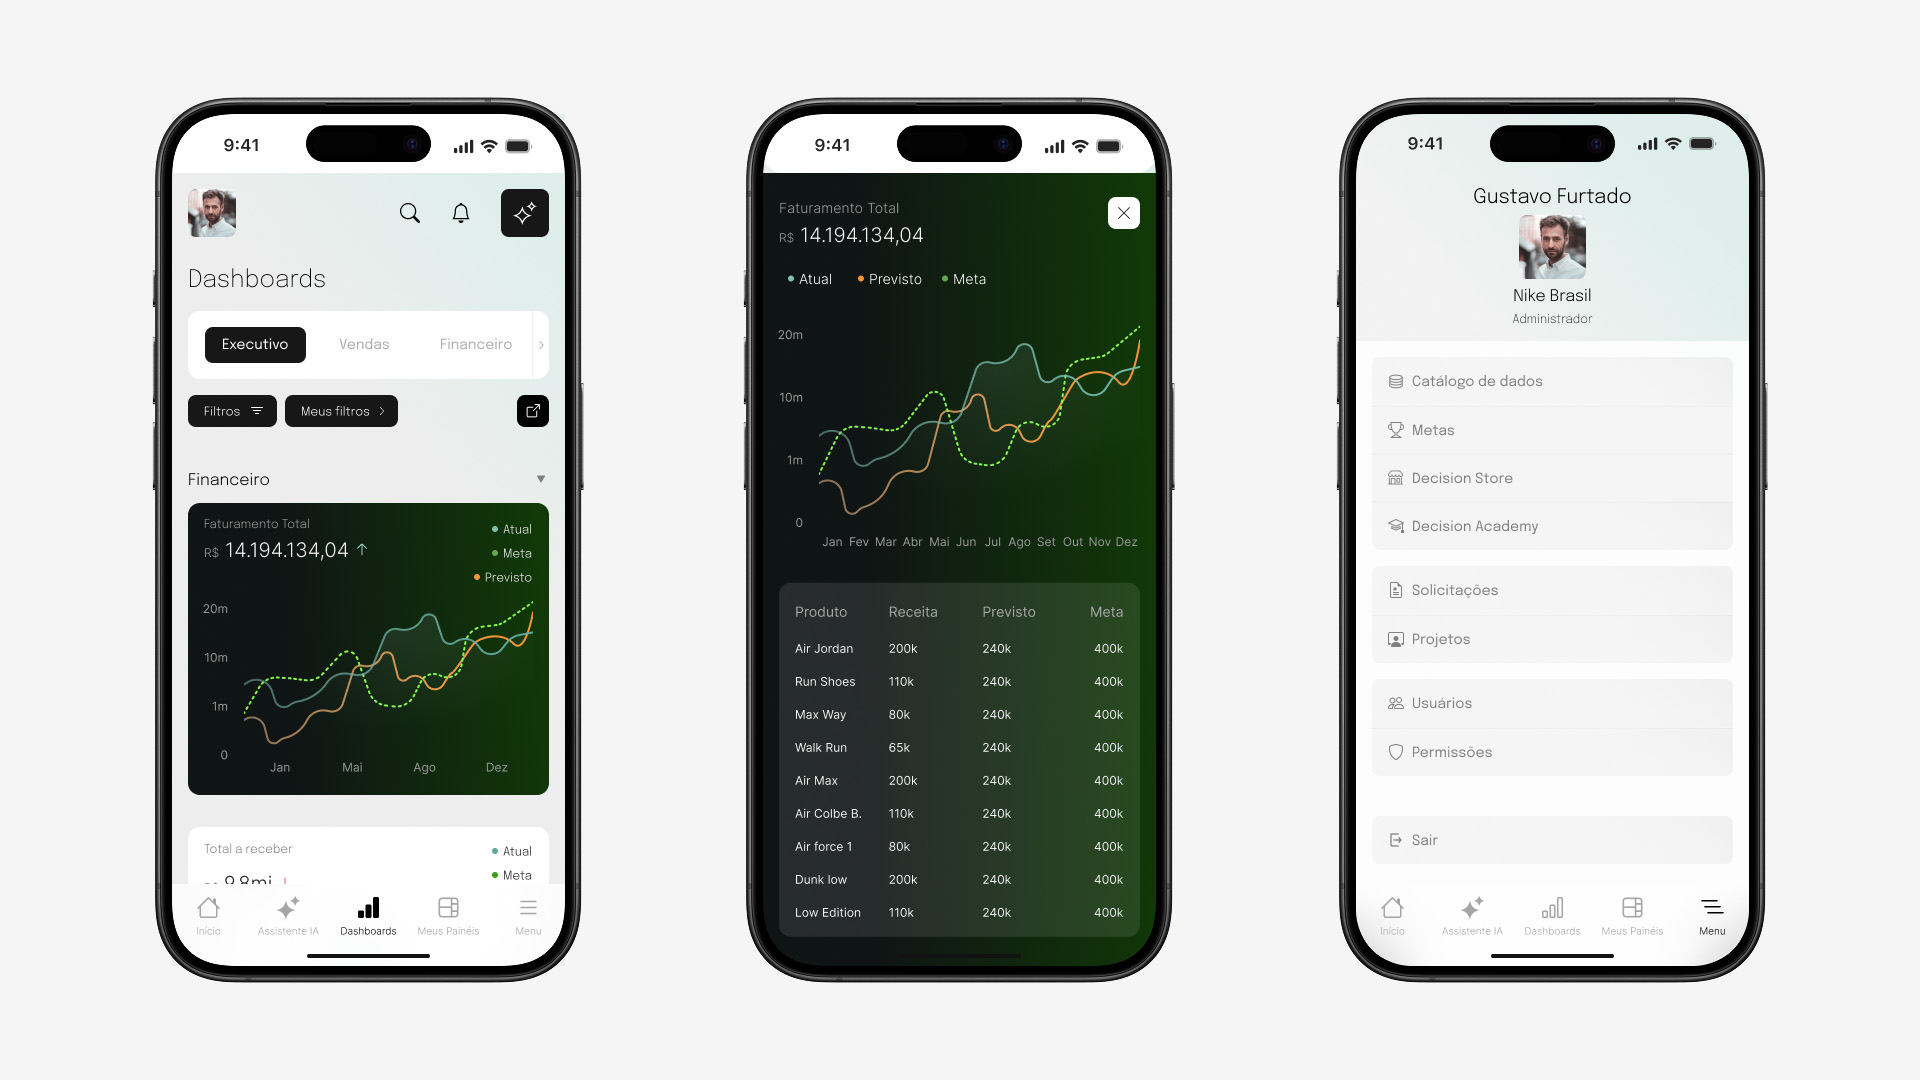 9:41
Dashboards
Executivo Vendas Financeiro
Filtros Meus filtros
Financeiro
Faturamento Total
R$ 14.194.134,04
Atual
Meta
Previsto
20m
10m
1m
0
Jan Mai Ago Dez
Total a receber
Atual
Meta
9,8mi
Início Assistente IA Dashboards Meus Painéis Menu
9:41
Faturamento Total
R$ 14.194.134,04
Atual Previsto Meta
20m
10m
1m
0
Jan Fev Mar Abr Mai Jun Jul Ago Set Out Nov Dez
Produto Receita Previsto Meta
Air Jordan 200k 240k 400k
Run Shoes 110k 240k 400k
Max Way 80k 240k 400k
Walk Run 65k 240k 400k
Air Max 200k 240k 400k
Air Colbe B. 110k 240k 400k
Air force 1 80k 240k 400k
Dunk low 200k 240k 400k
Low Edition 110k 240k 400k
9:41
Gustavo Furtado
Nike Brasil
Administrador
Catálogo de dados
Metas
Decision Store
Decision Academy
Solicitações
Projetos
Usuários
Permissões
Sair
Início Assistente IA Dashboards Meus Painéis Menu